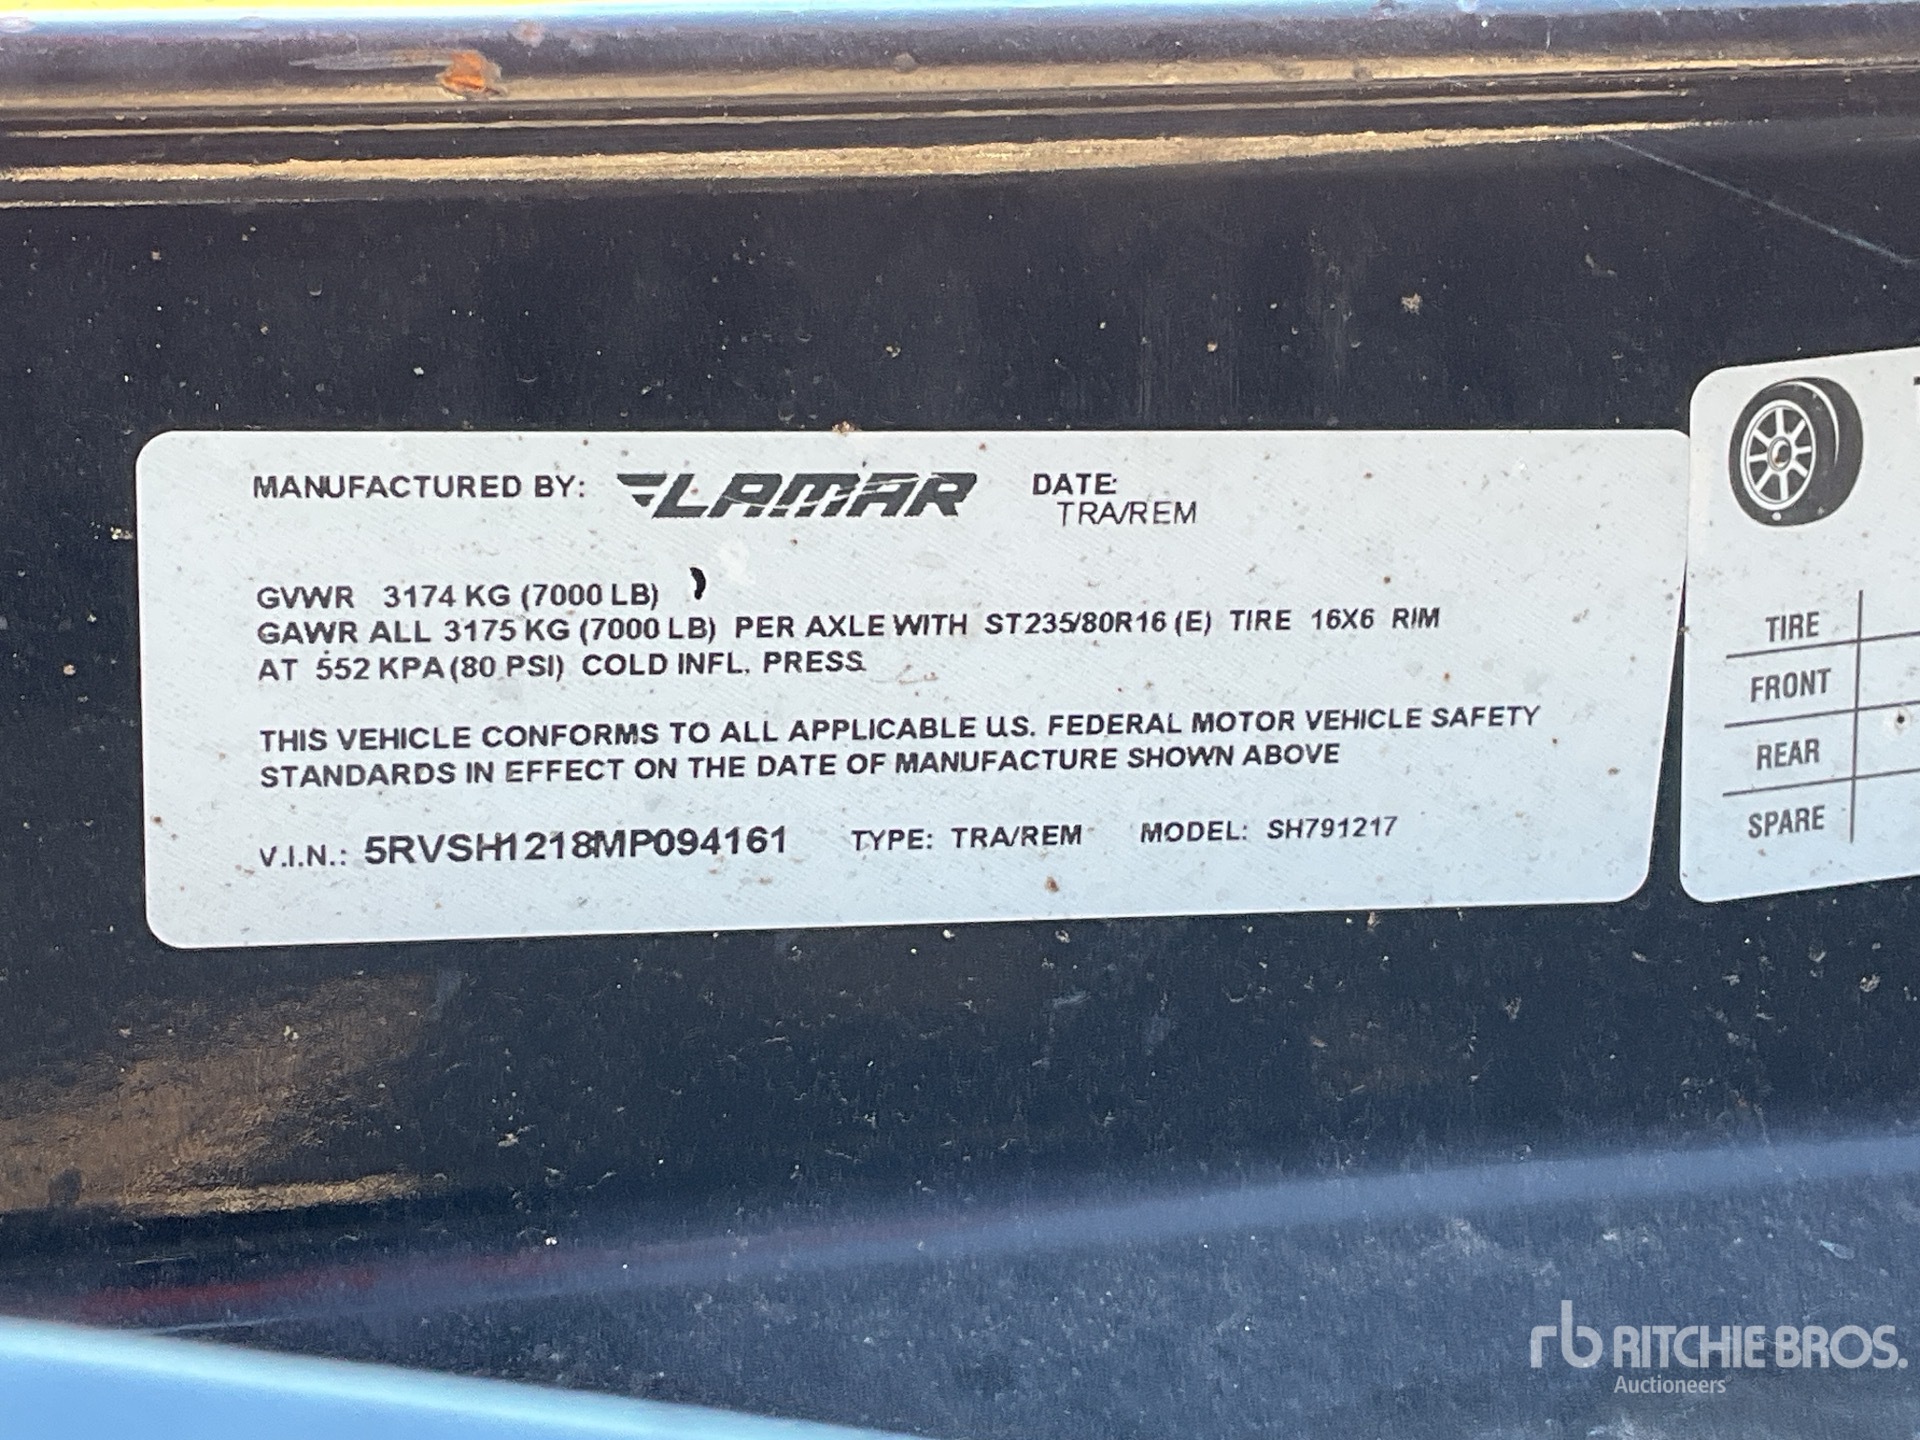 MANUFACTURED BY: LAMAR DATE:
TRA/REM
GVWR 3174 KG (7000 LB)
GAWR ALL 3175 KG (7000 LB) PER AXLE WITH ST235/80R16 (E) TIRE 16X6 RIM
AT 552 KPA (80 PSI) COLD INFL. PRESS
THIS VEHICLE CONFORMS TO ALL APPLICABLE U.S. FEDERAL MOTOR VEHICLE SAFETY
STANDARDS IN EFFECT ON THE DATE OF MANUFACTURE SHOWN ABOVE
V.I.N.: 5RVSH1218MP094161 TYPE: TRA/REM MODEL: SH791217
TIRE
FRONT
REAR
SPARE
rb RITCHIE BROS.
Auctioneers